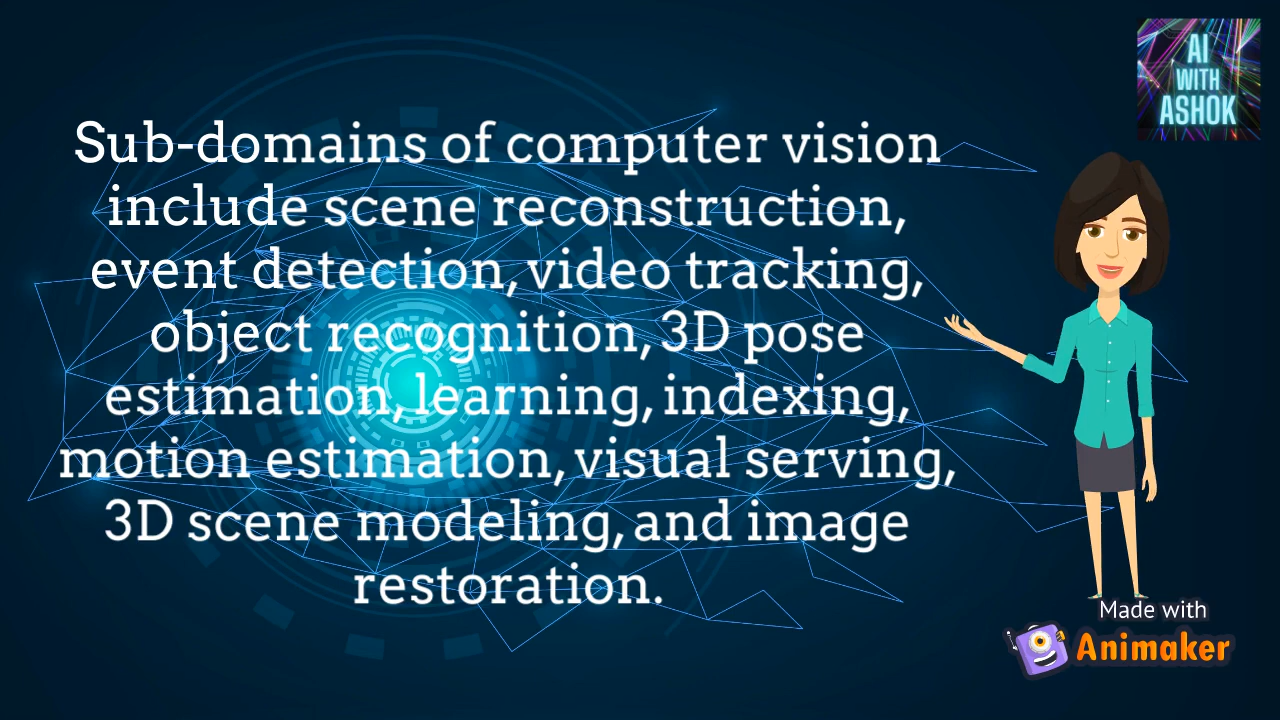 AI
WITH
ASHOK
Sub-domains of computer vision
include scene reconstruction,
event detection, video tracking,
object recognition, 3D pose
estimation, learning, indexing,
motion estimation, visual serving,
3D scene modeling, and image
restoration.
Made with
Animaker